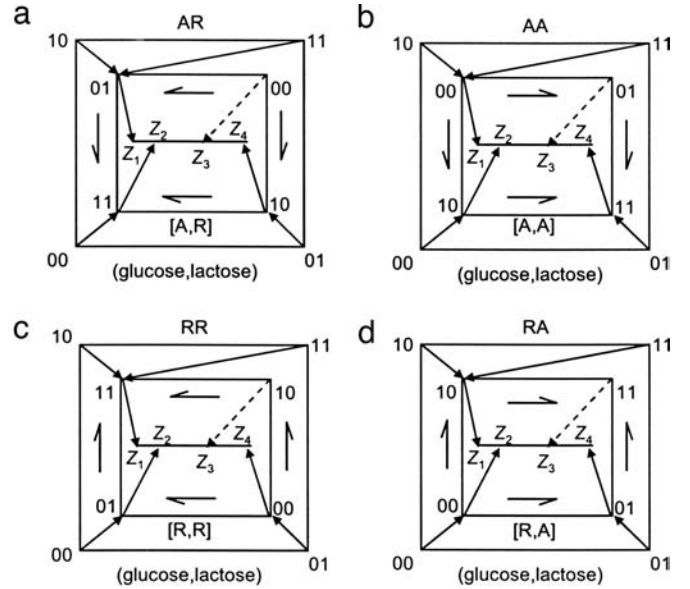 a
AR
10
11
01
00
Z1
Z2
Z3
Z4
11
10
[A,R]
00
01
(glucose,lactose)
b
AA
10
11
00
01
Z1
Z2
Z3
Z4
10
11
[A,A]
00
01
(glucose,lactose)
c
RR
10
11
11
10
Z1
Z2
Z3
Z4
01
00
[R,R]
00
01
(glucose,lactose)
d
RA
10
11
10
11
Z1
Z2
Z3
Z4
00
01
[R,A]
00
01
(glucose,lactose)